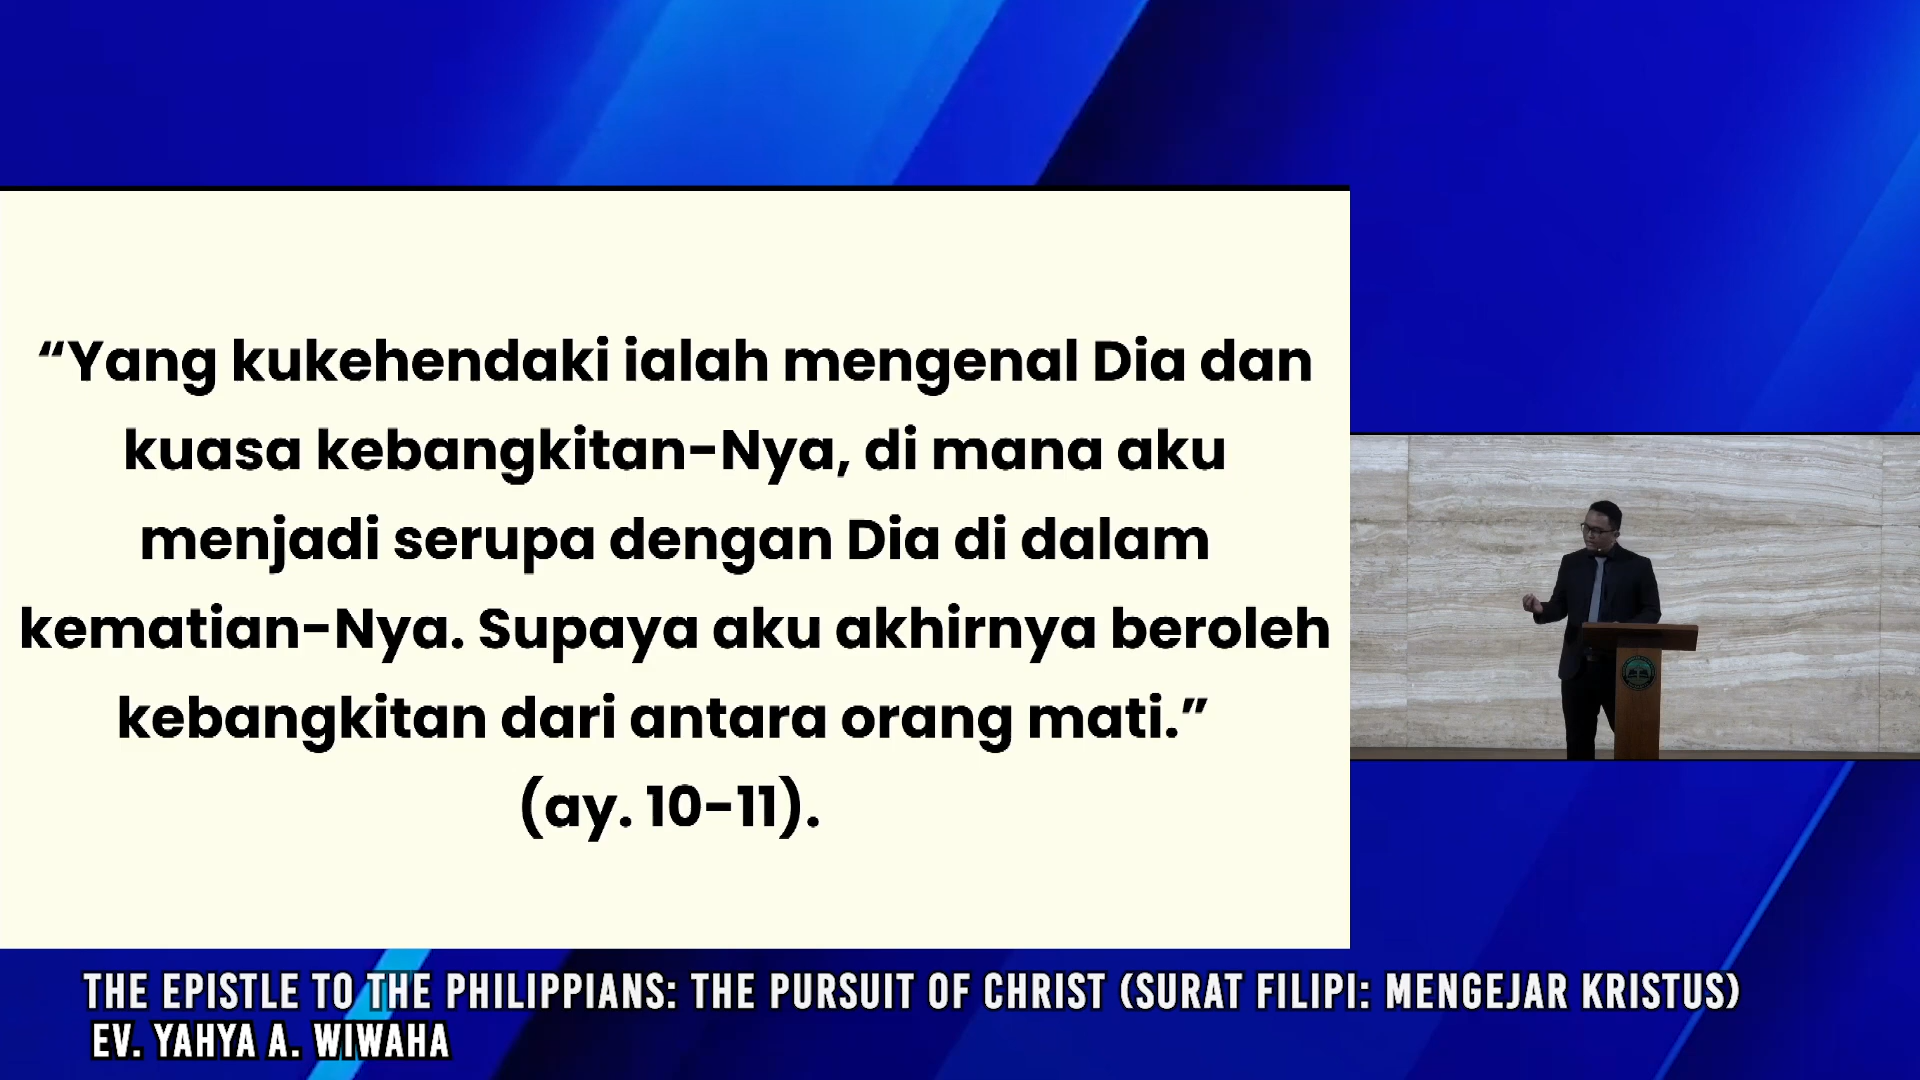 “Yang kukehendaki ialah mengenal Dia dan
kuasa kebangkitan-Nya, di mana aku
menjadi serupa dengan Dia di dalam
kematian-Nya. Supaya aku akhirnya beroleh
kebangkitan dari antara orang mati.”
(ay. 10-11).
THE EPISTLE TO THE PHILIPPIANS: THE PURSUIT OF CHRIST (SURAT FILIPI: MENGEJAR KRISTUS)
EV. YAHYA A. WIWAHA